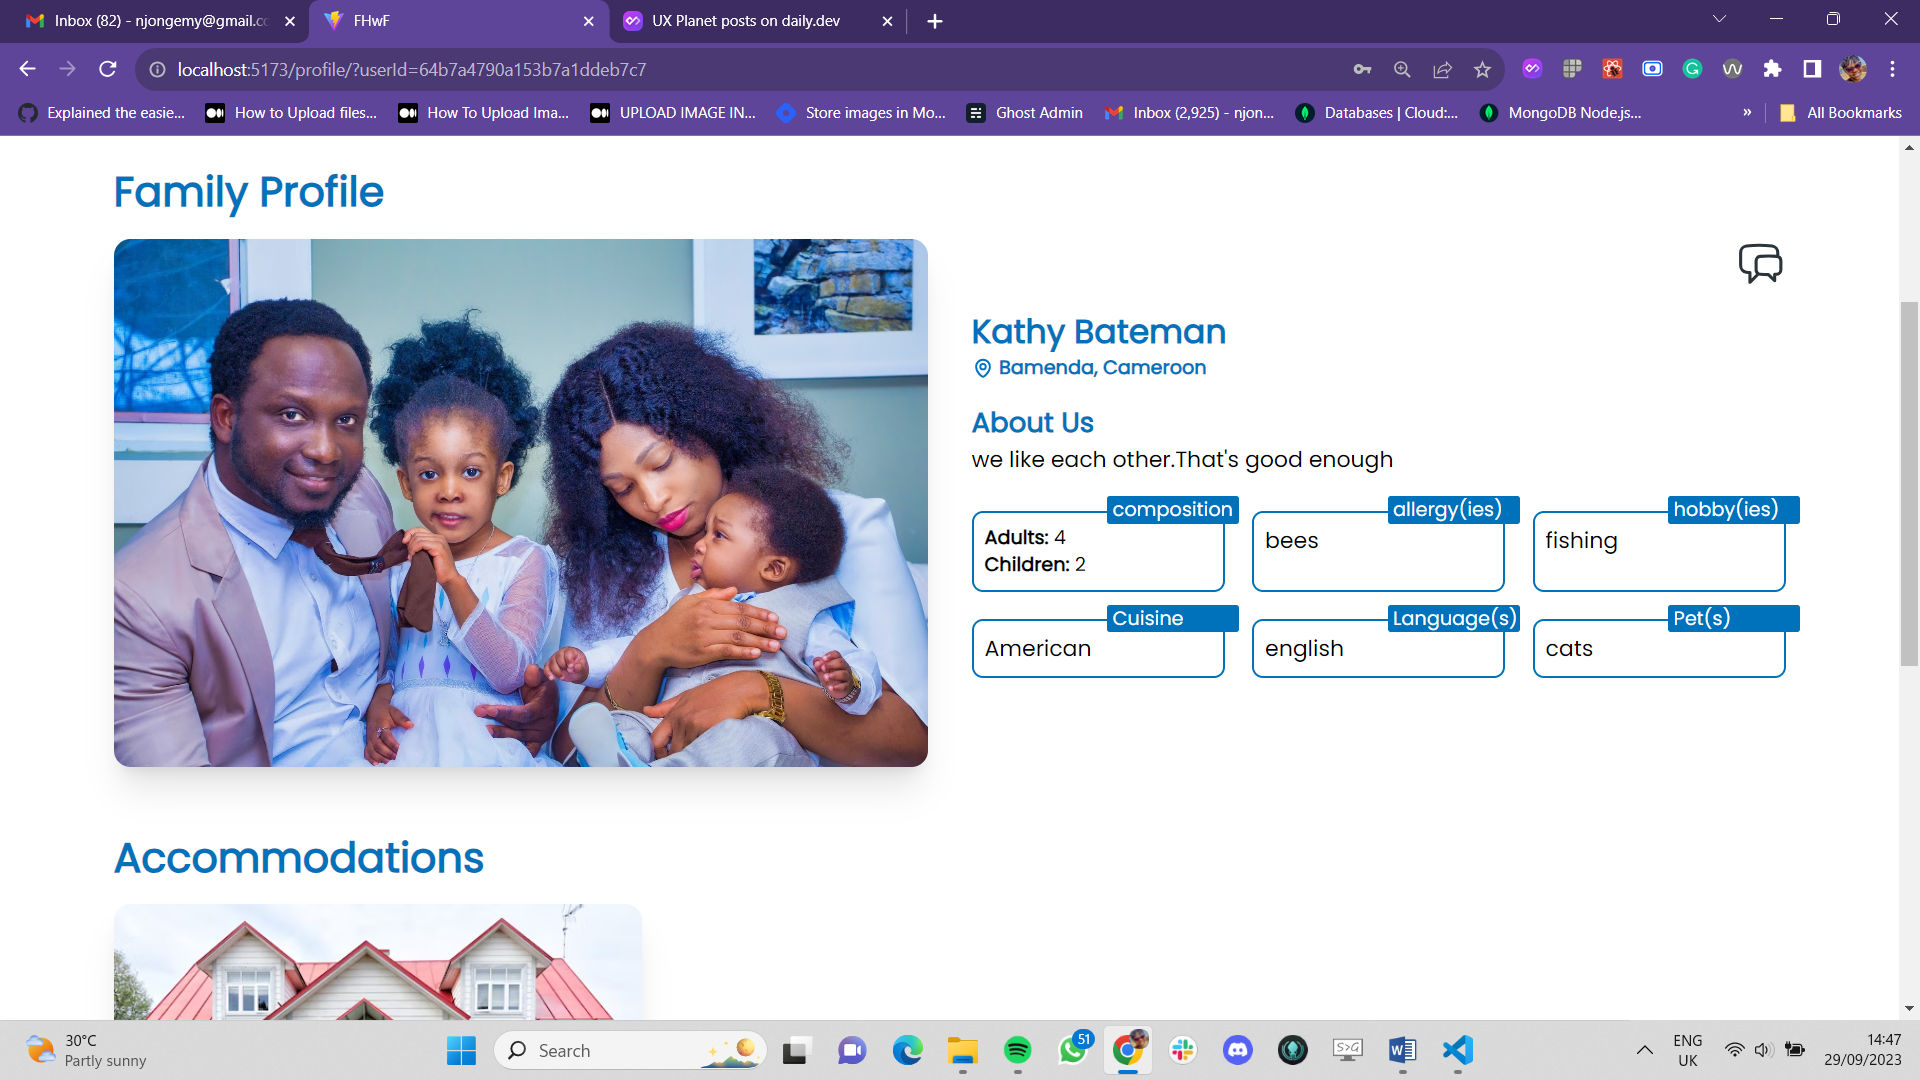 Inbox (82) - njongemy@gmail.co
FHwF
UX Planet posts on daily.dev
localhost:5173/profile/?userId=64b7a4790a153b7a1ddeb7c7
Explained the easie...
How to Upload files...
How To Upload Ima...
UPLOAD IMAGE IN...
Store images in Mo...
Ghost Admin
Inbox (2,925) - njon...
Databases | Cloud:...
MongoDB Node.js...
»
All Bookmarks
Family Profile
Kathy Bateman
Bamenda, Cameroon
About Us
we like each other.That's good enough
composition
Adults: 4
Children: 2
allergy(ies)
bees
hobby(ies)
fishing
Cuisine
American
Language(s)
english
Pet(s)
cats
Accommodations
30°C
Partly sunny
Search
51
S>G
ENG
UK
14:47
29/09/2023